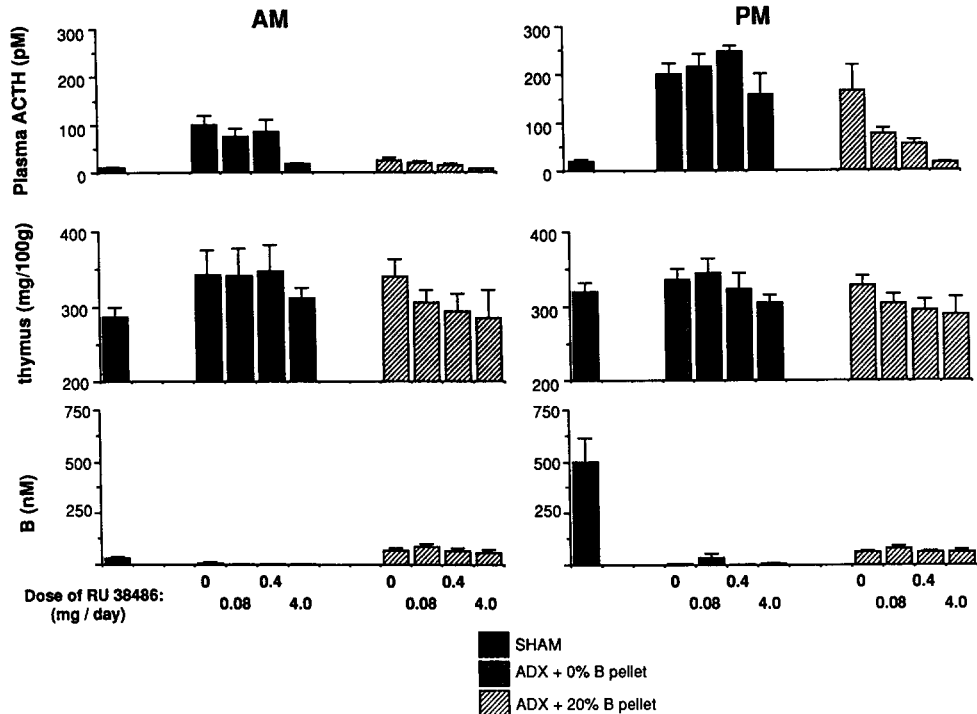 AM
PM
Plasma ACTH (pM)
300
200
100
0
300
200
150
100
50
0
thymus (mg/100g)
400
300
200
400
300
200
B (nM)
750
500
250
750
500
250
0 0.4 0 0.4
0 0.4 0 0.4
Dose of RU 38486:
(mg / day)
0.08 4.0 0.08 4.0
0.08 4.0 0.08 4.0
SHAM
ADX + 0% B pellet
ADX + 20% B pellet